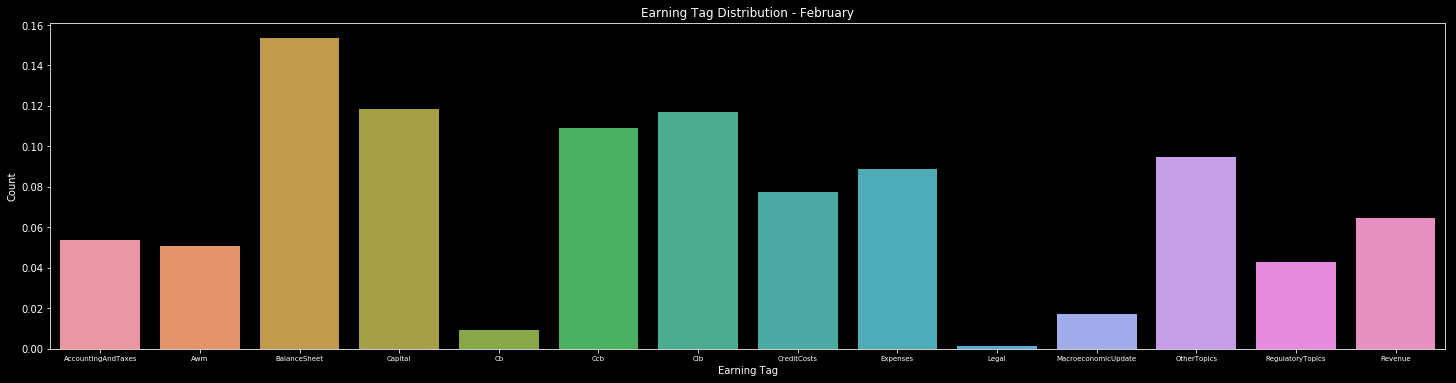 Earning Tag Distribution - February
Count
0.16
0.14
0.12
0.10
0.08
0.06
0.04
0.02
0.00
AccountingAndTaxes Awm BalanceSheet Capital Cb Ccb Cib CreditCosts Expenses Legal MacroeconomicUpdate OtherTopics RegulatoryTopics Revenue
Earning Tag